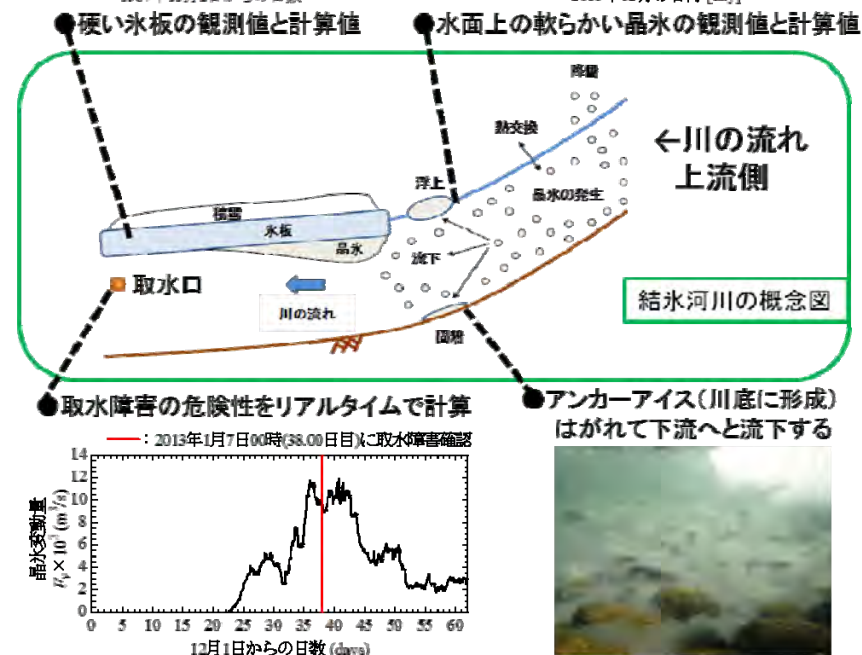 ●硬い氷板の観測値と計算値
●水面上の軟らかい晶氷の観測値と計算値
降雪
熱交換
←川の流れ
上流側
浮上
晶氷の発生
積雪
氷板
晶氷
流下
取水口
川の流れ
結氷河川の概念図
●取水障害の危険性をリアルタイムで計算
●アンカーアイス(川底に形成)
はがれて下流へと流下する
:2013年1月7日00時(38.00日目)に取水障害確認
晶氷変動量
14
12
10
8
6
4
2
0
0 5 10 15 20 25 30 35 40 45 50 55 60
12月1日からの日数 (days)